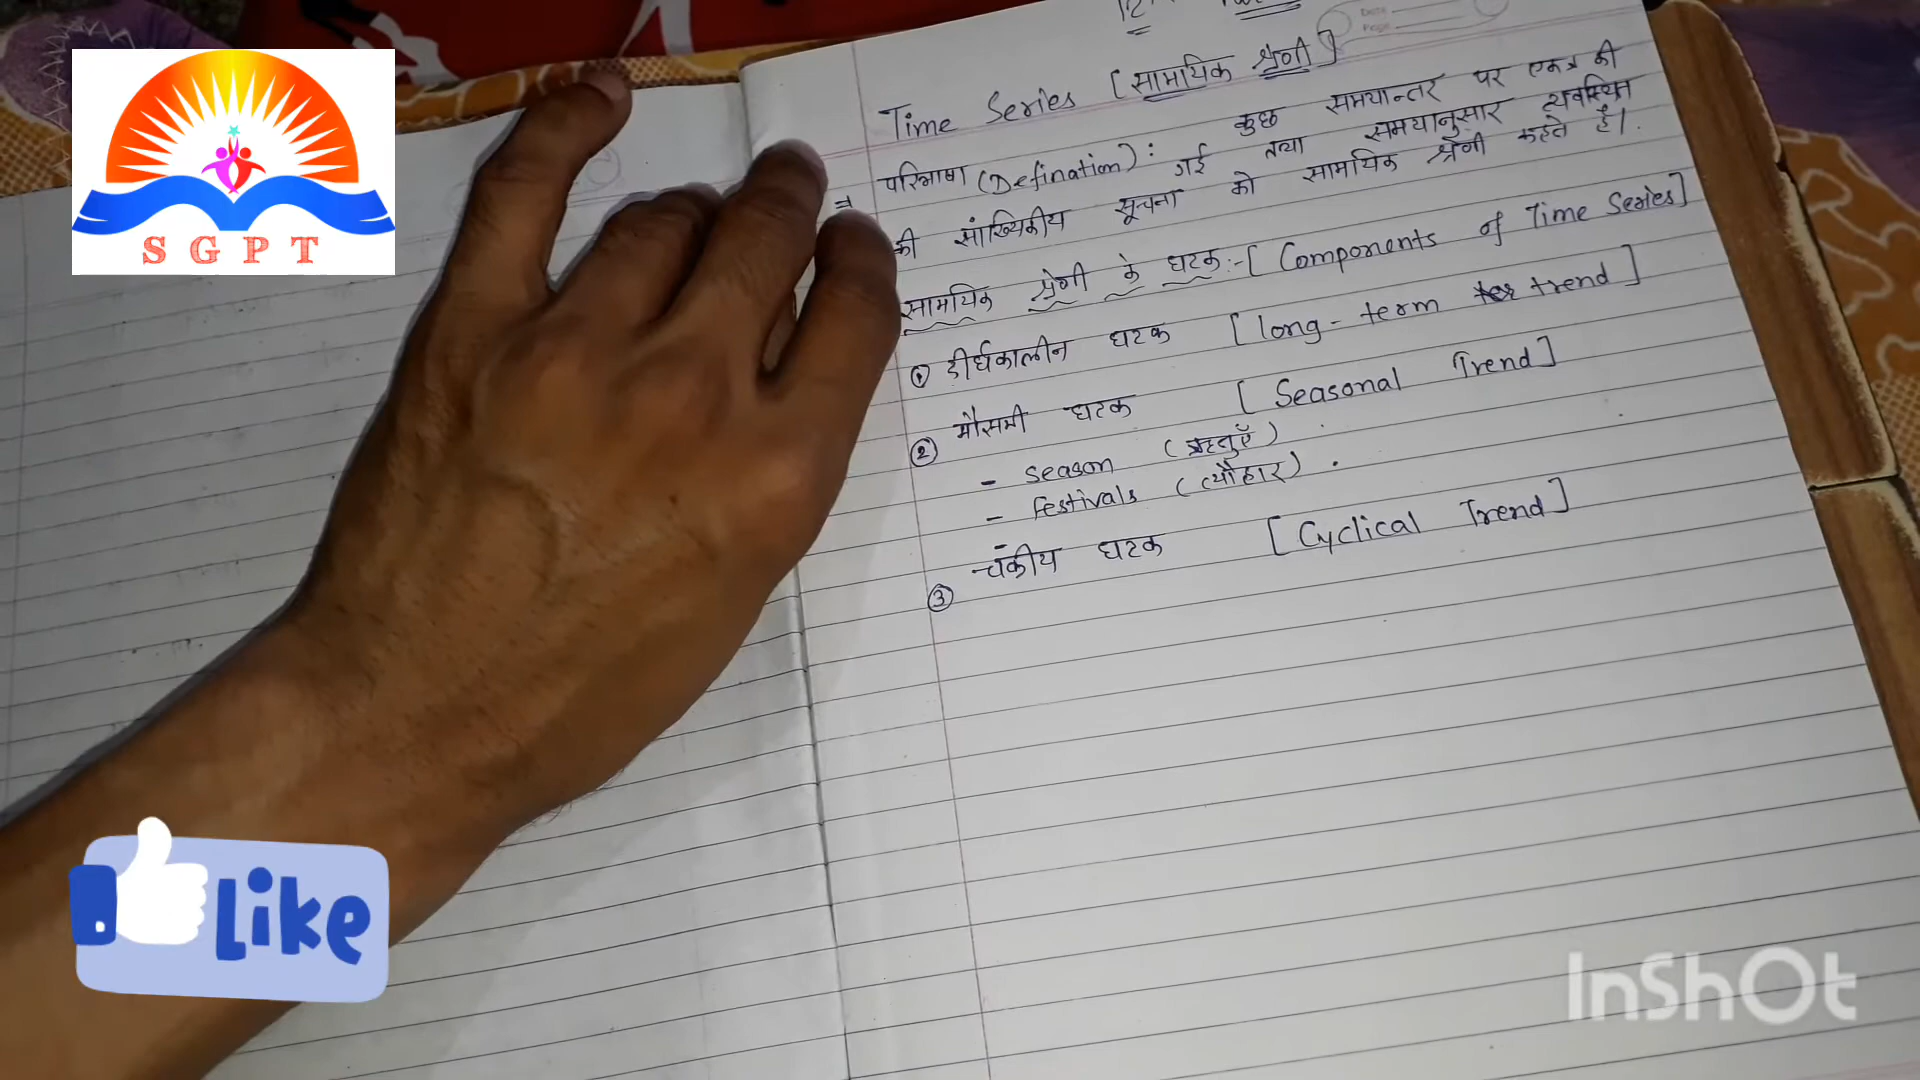 Time Series [सामयिक श्रेणी]
परिभाषा (Defination): कुछ समयान्तर पर एकत्र की
गई तथा समयानुसार व्यवस्थित
की सांख्यिकीय सूचना को सामयिक श्रेणी कहते हैं।
सामयिक श्रेणी के घटक:-[Components of Time Series]
① दीर्घकालीन घटक [long-term trend]
② मौसमी घटक [Seasonal Trend]
- season (ऋतुएँ)
- festivals (त्यौहार)
③ चक्रीय घटक [Cyclical Trend]
SGPT
Like
InShOt